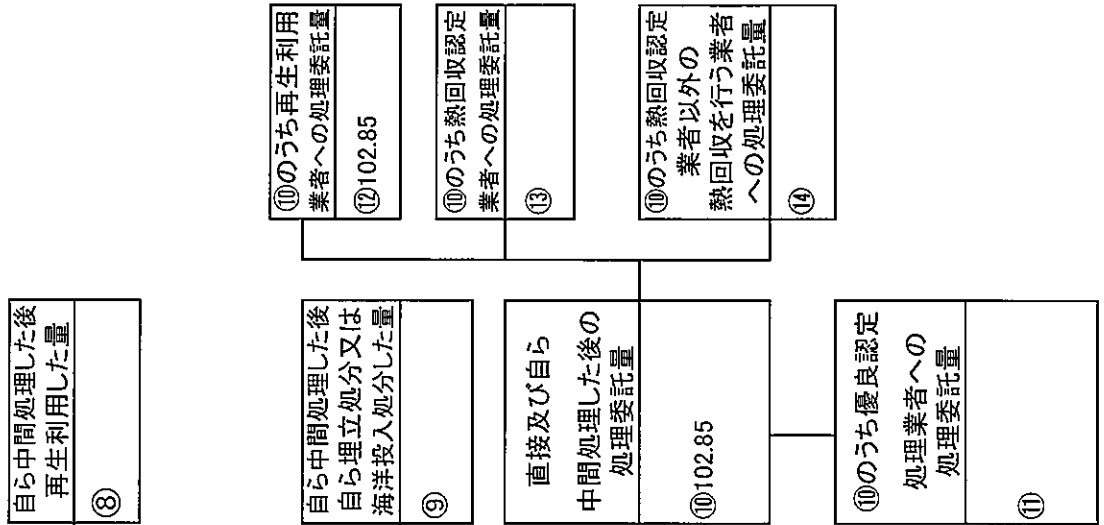 自ら中間処理した後
再生利用した量
⑧
自ら中間処理した後
自ら埋立処分又は
海洋投入処分した量
⑨
直接及び自ら
中間処理した後の
処理委託量
⑩102.85
⑩のうち優良認定
処理業者への
処理委託量
⑪
⑩のうち再生利用
業者への処理委託量
⑫102.85
⑩のうち熱回収認定
業者への処理委託量
⑬
⑩のうち熱回収認定
業者以外の
熱回収を行う業者
への処理委託量
⑭